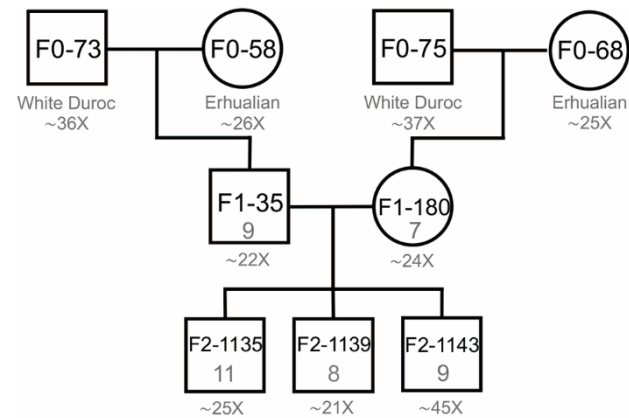 F0-73
F0-58
F0-75
F0-68
White Duroc
Erhualian
White Duroc
Erhualian
~36X
~26X
~37X
~25X
F1-35
F1-180
9
7
~22X
~24X
F2-1135
F2-1139
F2-1143
11
8
9
~25X
~21X
~45X